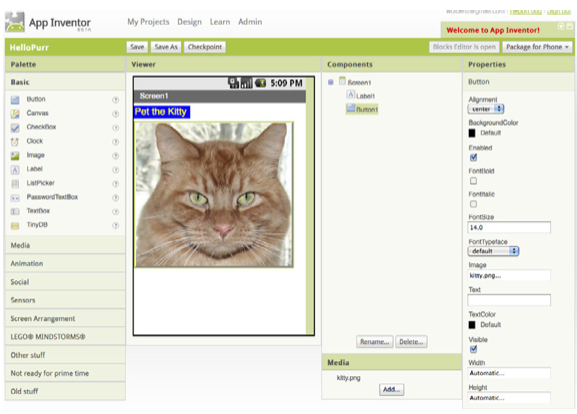 App Inventor
BETA
My Projects Design Learn Admin
Welcome to App Inventor!
HelloPurr
Save Save As Checkpoint
Blocks Editor is open Package for Phone
Palette
Basic
Button
Canvas
CheckBox
Clock
Image
Label
ListPicker
PasswordTextBox
TextBox
TinyDB
Media
Animation
Social
Sensors
Screen Arrangement
LEGO® MINDSTORMS®
Other stuff
Not ready for prime time
Old stuff
Viewer
5:09 PM
Screen1
Pet the Kitty
Components
Screen1
Label1
Button1
Rename... Delete...
Media
kitty.png
Add...
Properties
Button
Alignment
center
BackgroundColor
Default
Enabled
FontBold
FontItalic
FontSize
14.0
FontTypeface
default
Image
kitty.png...
Text
TextColor
Default
Visible
Width
Automatic...
Height
Automatic...